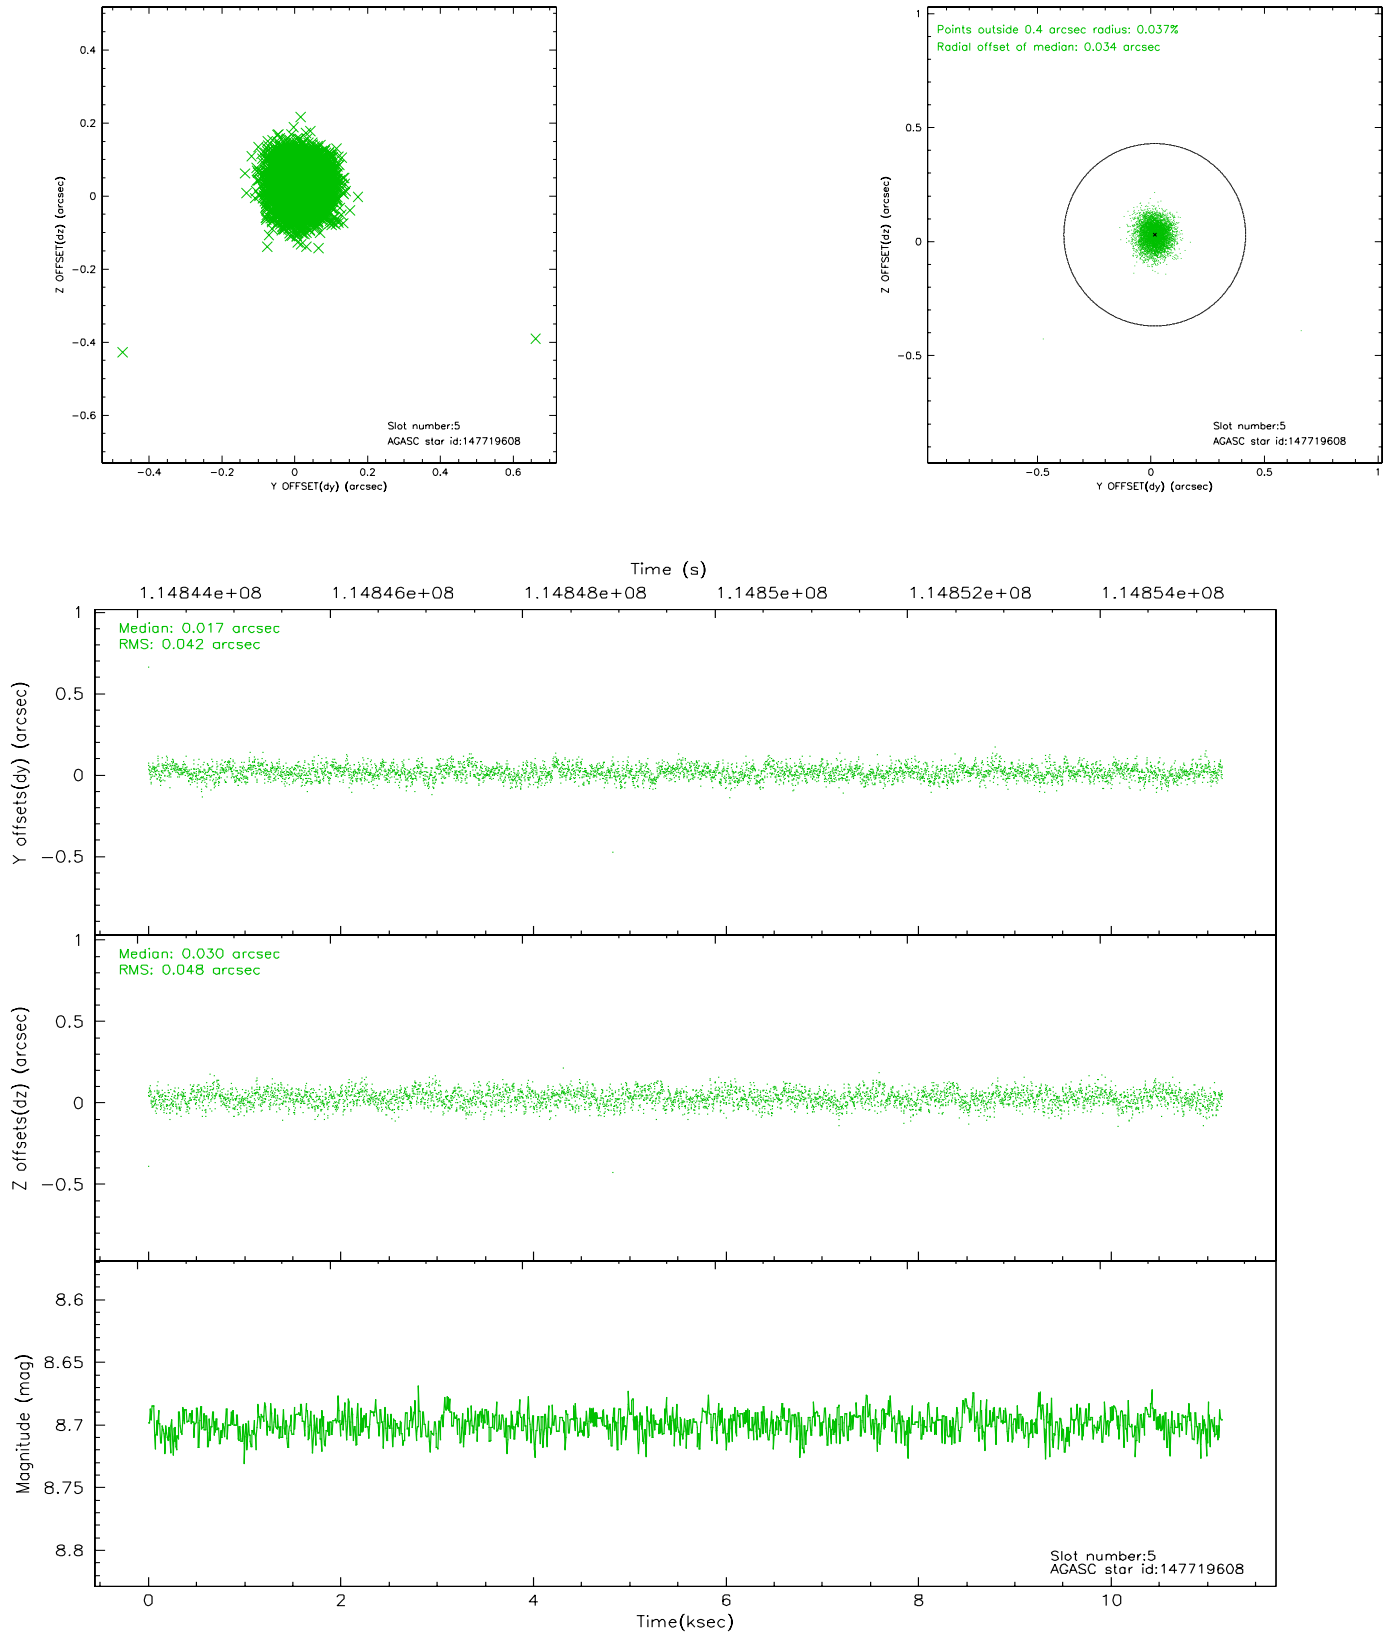 0.4
0.2
0
−0.2
−0.4
−0.6
Z OFFSET(dz) (arcsec)
Slot number:5
AGASC star id:147719608
−0.4 −0.2 0 0.2 0.4 0.6
Y OFFSET(dy) (arcsec)
Points outside 0.4 arcsec radius: 0.037%
Radial offset of median: 0.034 arcsec
1
0.5
0
−0.5
Z OFFSET(dz) (arcsec)
Slot number:5
AGASC star id:147719608
−0.5 0 0.5 1
Y OFFSET(dy) (arcsec)
Time (s)
1.14844e+08 1.14846e+08 1.14848e+08 1.1485e+08 1.14852e+08 1.14854e+08
Median: 0.017 arcsec
RMS: 0.042 arcsec
1
0.5
0
−0.5
Y offsets(dy) (arcsec)
Median: 0.030 arcsec
RMS: 0.048 arcsec
1
0.5
0
−0.5
Z offsets(dz) (arcsec)
8.6
8.65
8.7
8.75
8.8
Magnitude (mag)
Slot number:5
AGASC star id:147719608
0 2 4 6 8 10
Time(ksec)